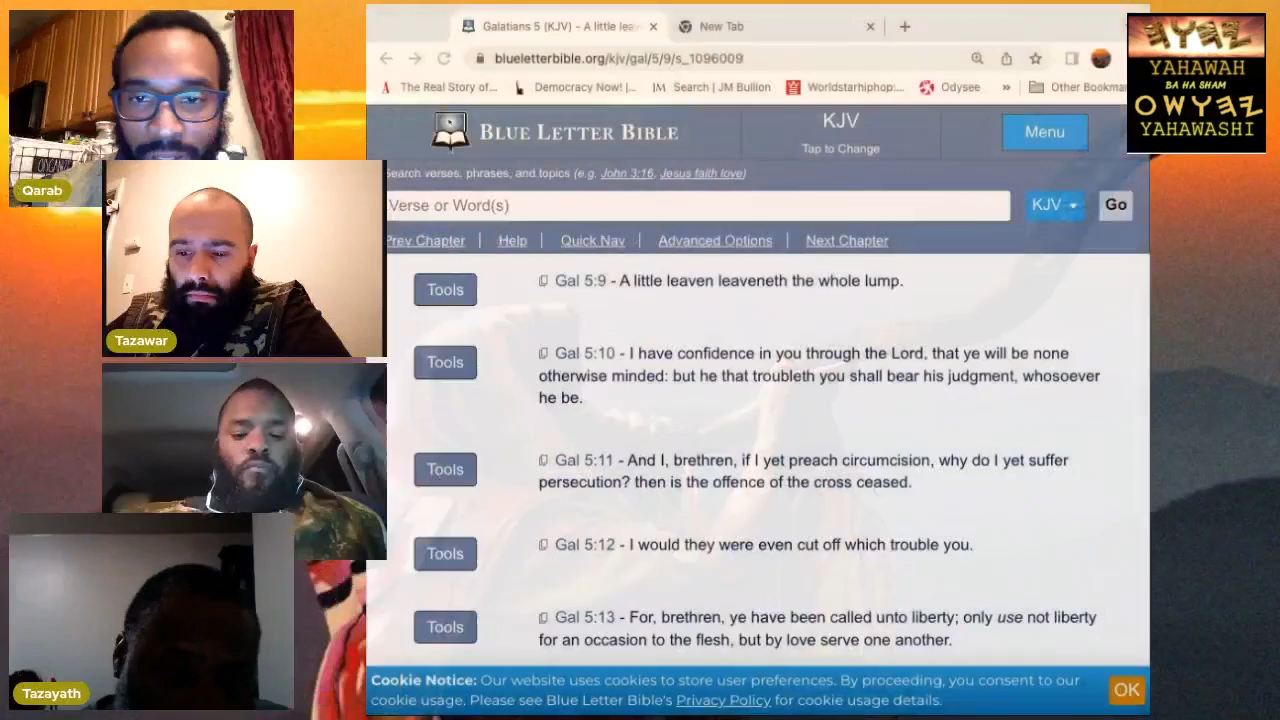 Galatians 5 (KJV) - A little lea
New Tab
blueletterbible.org/kjv/gal/5/9/s_1096009
The Real Story of...
Democracy Now! |...
Search | JM Bullion
Worldstarhiphop:...
Odysee
»
Other Bookma
BLUE LETTER BIBLE
KJV
Tap to Change
Menu
Search verses, phrases, and topics (e.g. John 3:16, Jesus faith love)
Verse or Word(s)
KJV
Go
Prev Chapter | Help | Quick Nav | Advanced Options | Next Chapter
Tools
Gal 5:9 - A little leaven leaveneth the whole lump.
Tools
Gal 5:10 - I have confidence in you through the Lord, that ye will be none
otherwise minded: but he that troubleth you shall bear his judgment, whosoever
he be.
Tools
Gal 5:11 - And I, brethren, if I yet preach circumcision, why do I yet suffer
persecution? then is the offence of the cross ceased.
Tools
Gal 5:12 - I would they were even cut off which trouble you.
Tools
Gal 5:13 - For, brethren, ye have been called unto liberty; only use not liberty
for an occasion to the flesh, but by love serve one another.
Cookie Notice: Our website uses cookies to store user preferences. By proceeding, you consent to our
cookie usage. Please see Blue Letter Bible's Privacy Policy for cookie usage details.
OK
Qarab
Tazawar
Tazayath
YAHAWAH
BA HA SHAM
YAHAWASHI